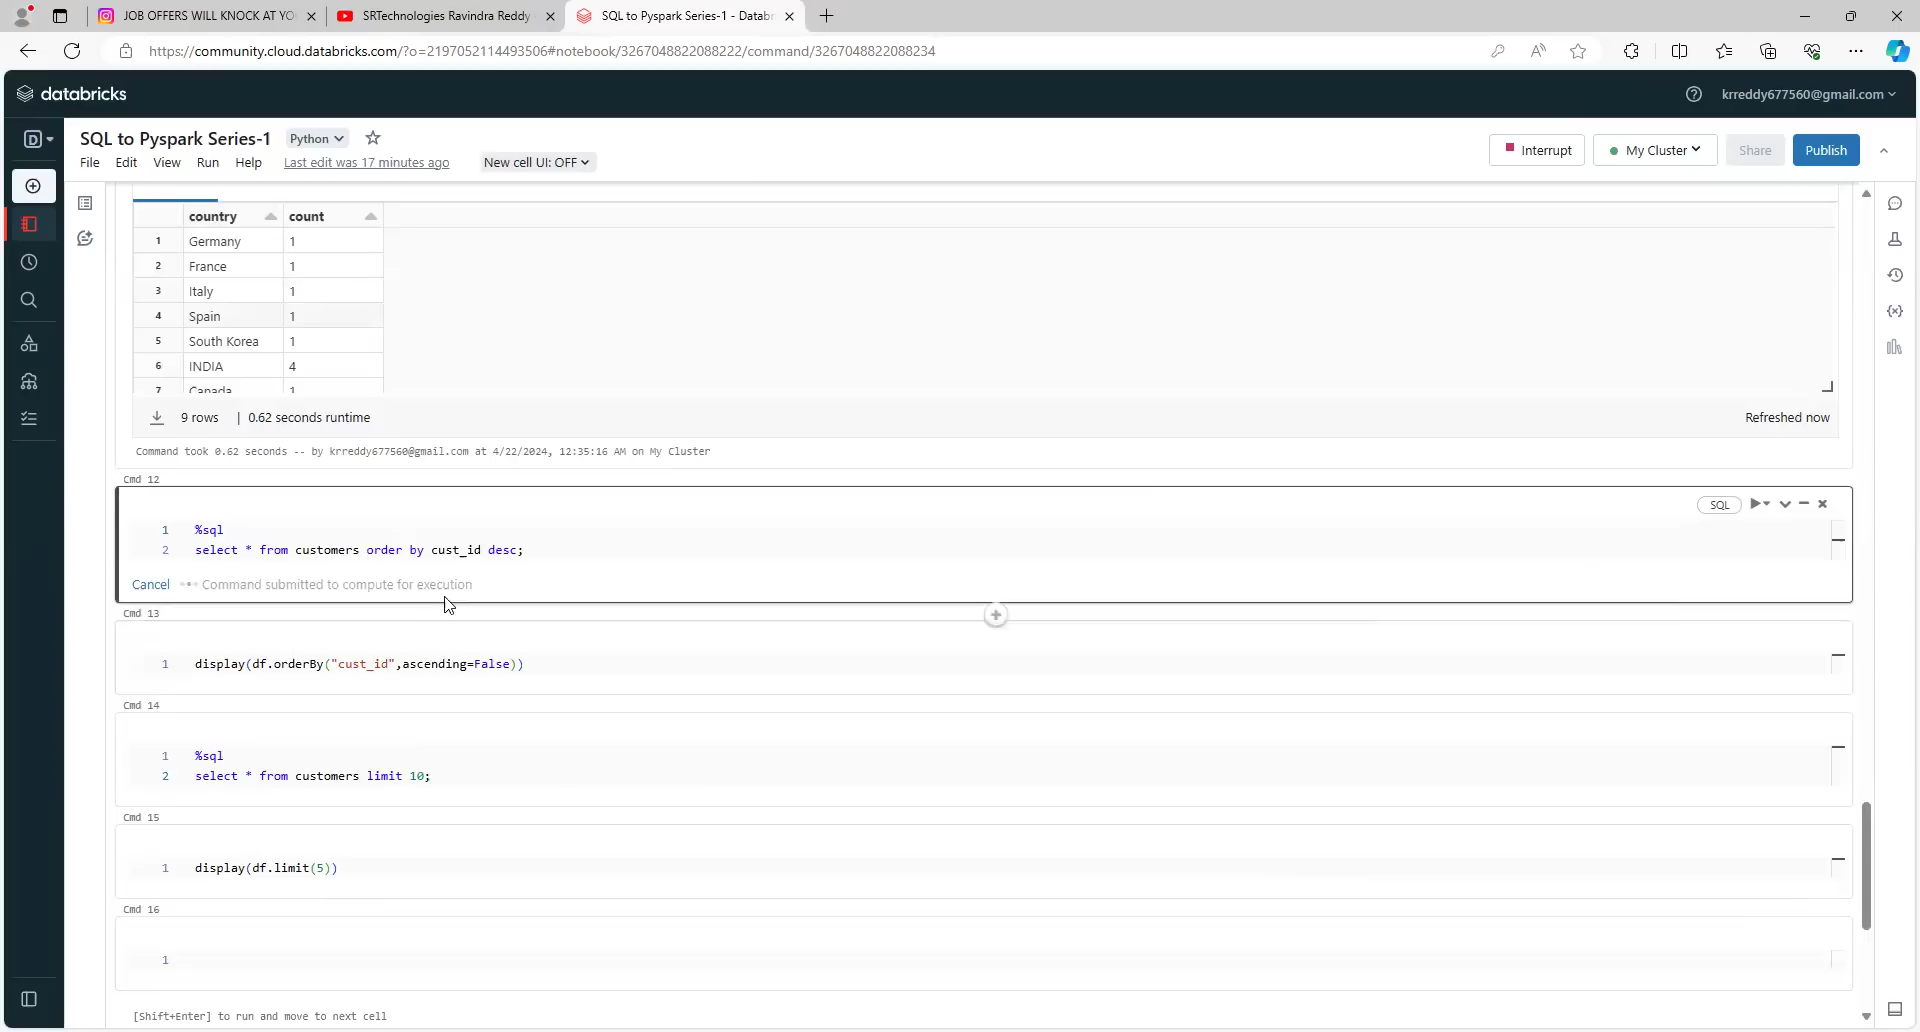 JOB OFFERS WILL KNOCK AT YO
SRTechnologies Ravindra Reddy
SQL to Pyspark Series-1 - Datab
https://community.cloud.databricks.com/?o=2197052114493506#notebook/3267048822088222/command/3267048822088234
databricks
krreddy677560@gmail.com
D
SQL to Pyspark Series-1 Python
File Edit View Run Help Last edit was 17 minutes ago New cell UI: OFF
Interrupt My Cluster Share Publish
country count
1 Germany 1
2 France 1
3 Italy 1
4 Spain 1
5 South Korea 1
6 INDIA 4
7 Canada 1
9 rows | 0.62 seconds runtime Refreshed now
Command took 0.62 seconds -- by krreddy677560@gmail.com at 4/22/2024, 12:35:16 AM on My Cluster
Cmd 12
SQL
1 %sql
2 select * from customers order by cust_id desc;
Cancel Command submitted to compute for execution
Cmd 13
1 display(df.orderBy("cust_id",ascending=False))
Cmd 14
1 %sql
2 select * from customers limit 10;
Cmd 15
1 display(df.limit(5))
Cmd 16
1
[Shift+Enter] to run and move to next cell